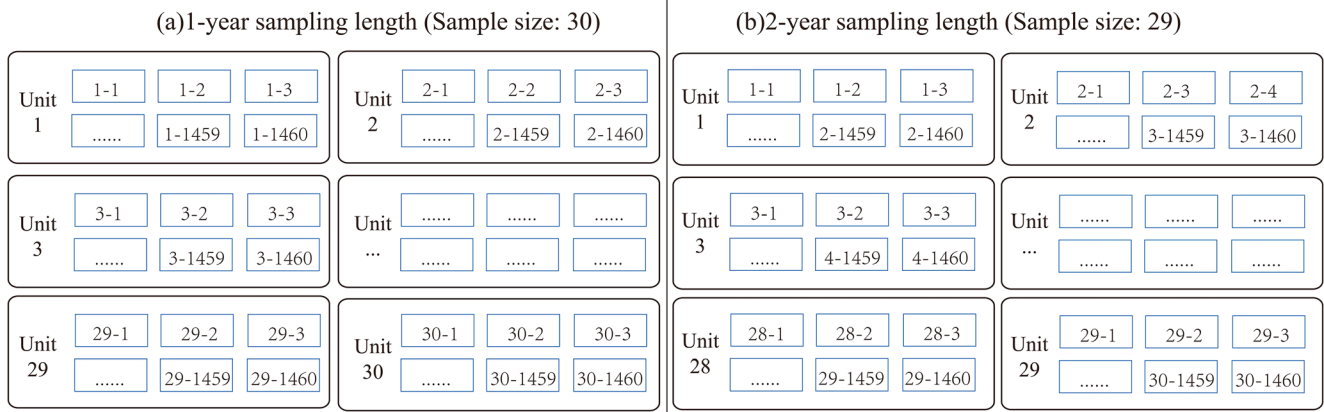 (a)1-year sampling length (Sample size: 30)
Unit 1
1-1 1-2 1-3
...... 1-1459 1-1460
Unit 2
2-1 2-2 2-3
...... 2-1459 2-1460
Unit 3
3-1 3-2 3-3
...... 3-1459 3-1460
Unit ...
...... ...... ......
...... ...... ......
Unit 29
29-1 29-2 29-3
...... 29-1459 29-1460
Unit 30
30-1 30-2 30-3
...... 30-1459 30-1460
(b)2-year sampling length (Sample size: 29)
Unit 1
1-1 1-2 1-3
...... 2-1459 2-1460
Unit 2
2-1 2-3 2-4
...... 3-1459 3-1460
Unit 3
3-1 3-2 3-3
...... 4-1459 4-1460
Unit ...
...... ...... ......
...... ...... ......
Unit 28
28-1 28-2 28-3
...... 29-1459 29-1460
Unit 29
29-1 29-2 29-3
...... 30-1459 30-1460